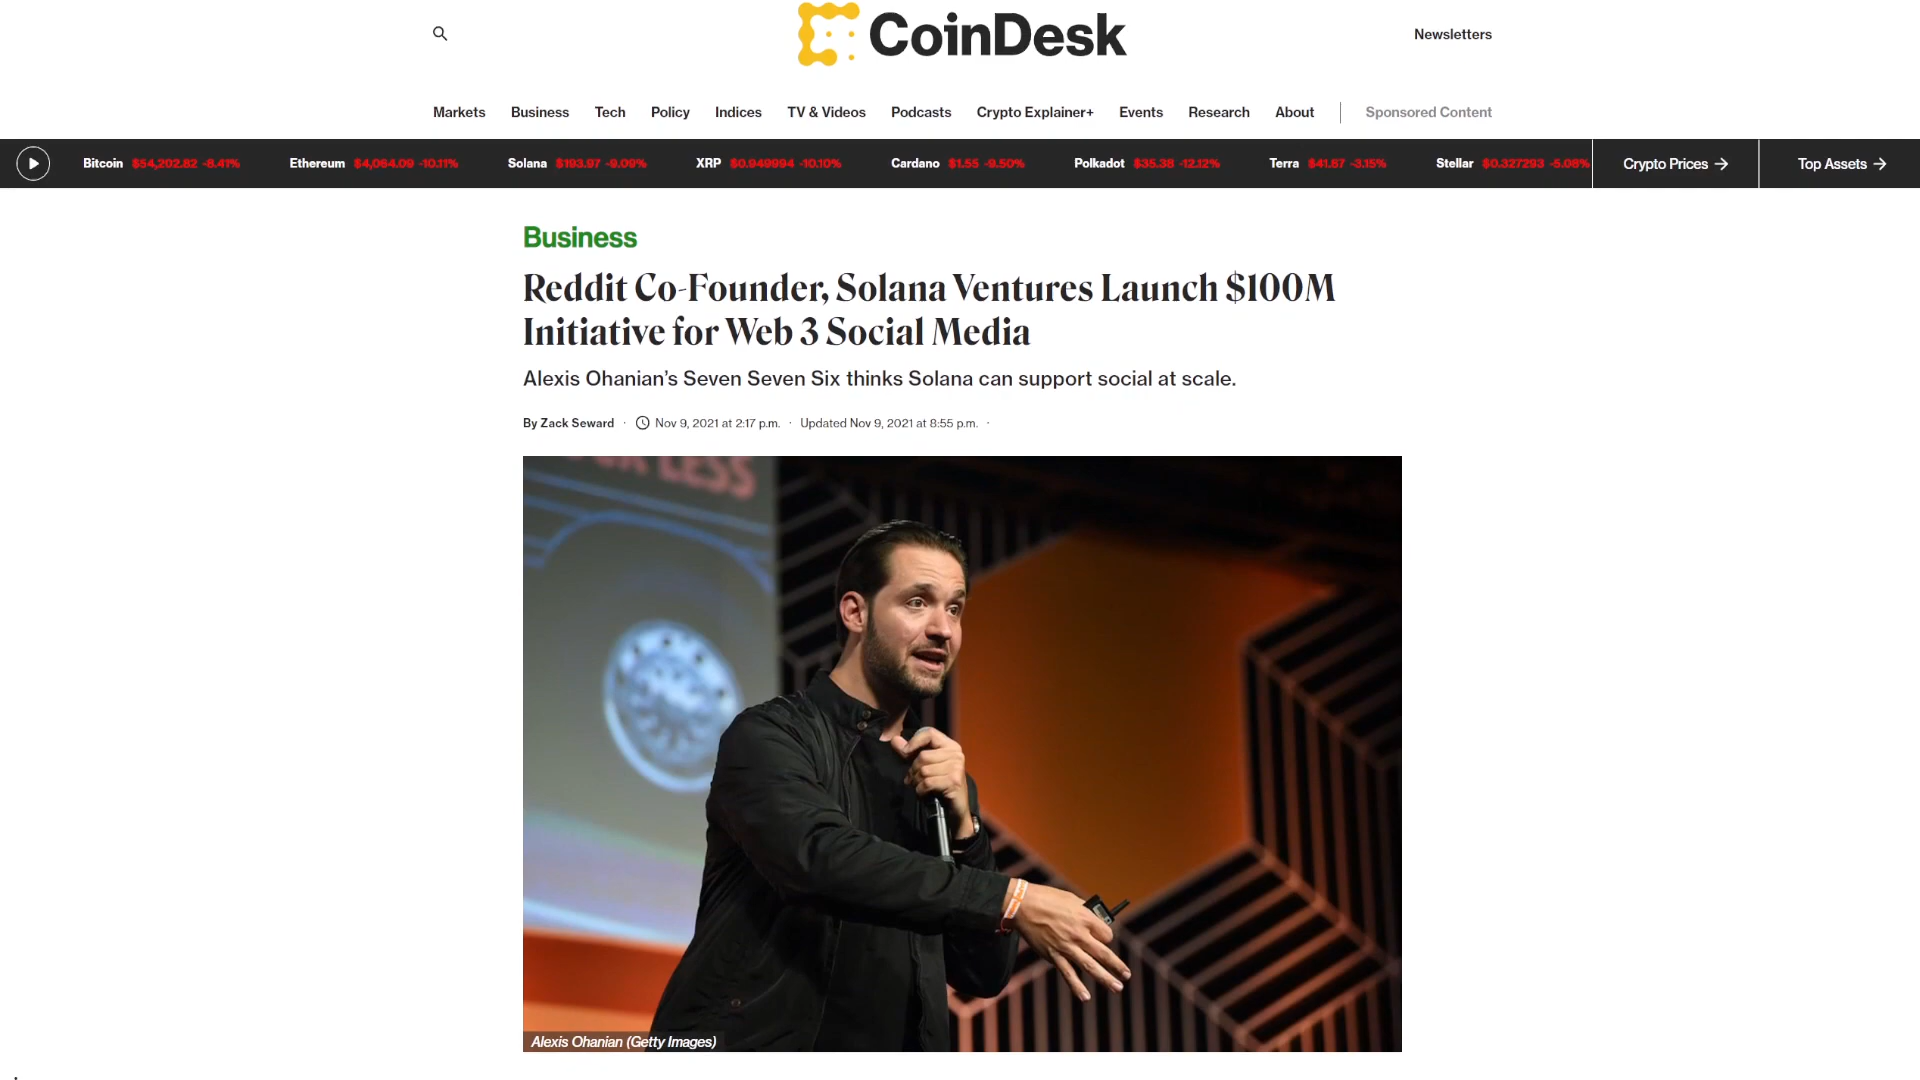 CoinDesk
Newsletters
Markets Business Tech Policy Indices TV & Videos Podcasts Crypto Explainer+ Events Research About Sponsored Content
Bitcoin $54,202.82 -8.41% Ethereum $4,064.09 -10.11% Solana $193.97 -9.09% XRP $0.949994 -10.10% Cardano $1.55 -9.50% Polkadot $35.38 -12.12% Terra $41.87 -3.15% Stellar $0.327293 -5.08% Crypto Prices → Top Assets →
Business
Reddit Co-Founder, Solana Ventures Launch $100M
Initiative for Web 3 Social Media
Alexis Ohanian’s Seven Seven Six thinks Solana can support social at scale.
By Zack Seward · Nov 9, 2021 at 2:17 p.m. · Updated Nov 9, 2021 at 8:55 p.m. ·
LESS
Alexis Ohanian (Getty Images)